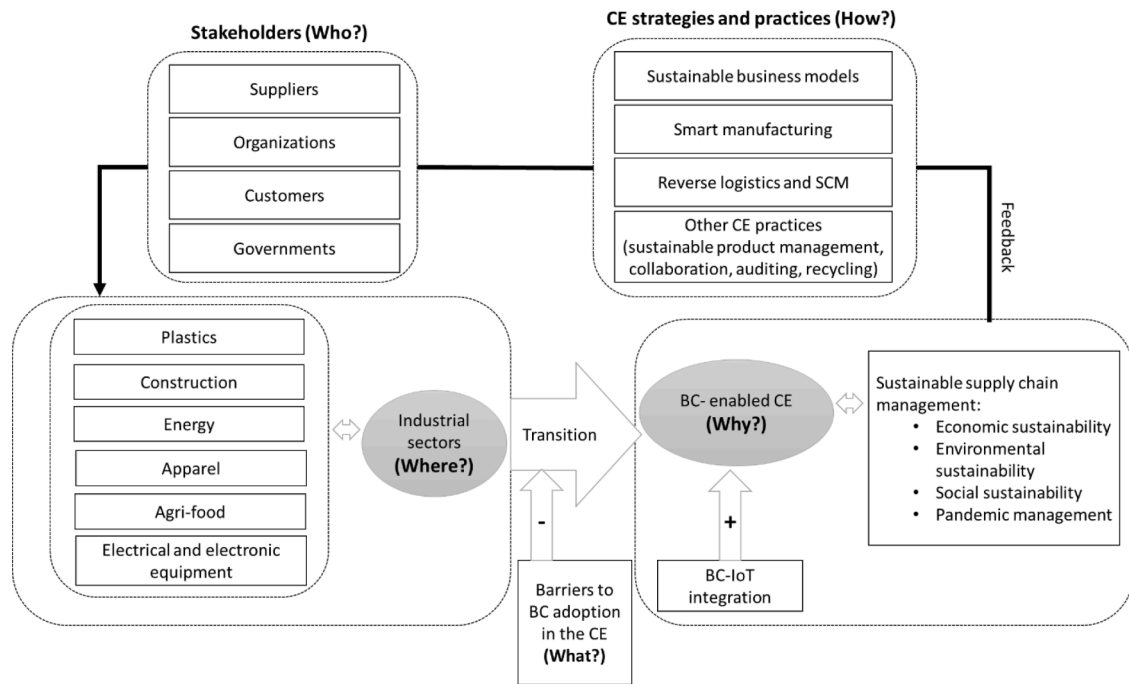 Stakeholders (Who?)
Suppliers
Organizations
Customers
Governments
CE strategies and practices (How?)
Sustainable business models
Smart manufacturing
Reverse logistics and SCM
Other CE practices
(sustainable product management,
collaboration, auditing, recycling)
Feedback
Plastics
Construction
Energy
Apparel
Agri-food
Electrical and electronic
equipment
Industrial
sectors
(Where?)
Transition
-
Barriers to
BC adoption
in the CE
(What?)
BC- enabled CE
(Why?)
+
BC-IoT
integration
Sustainable supply chain
management:
• Economic sustainability
• Environmental
sustainability
• Social sustainability
• Pandemic management